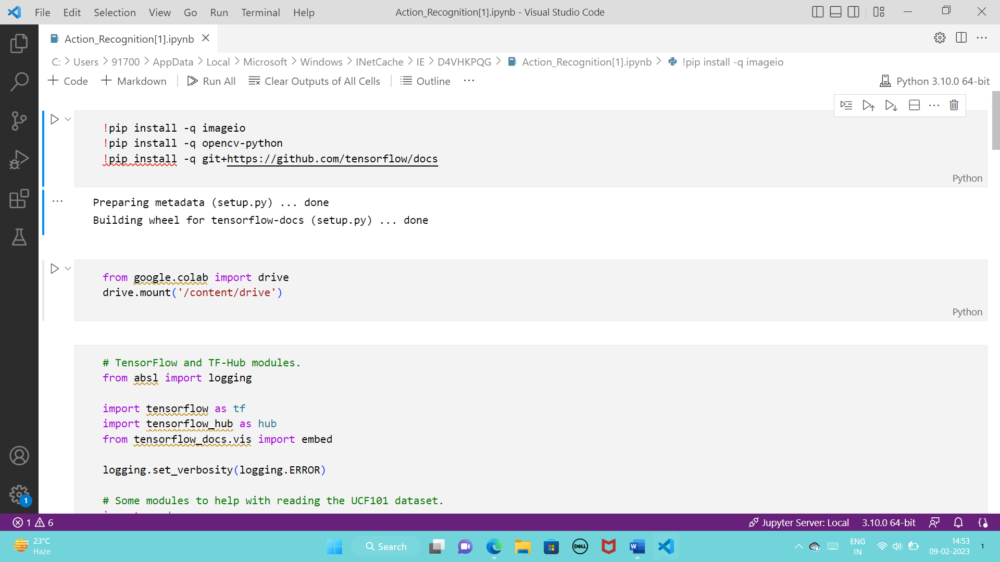 File Edit Selection View Go Run Terminal Help
Action_Recognition[1].ipynb - Visual Studio Code
Action_Recognition[1].ipynb
C: > Users > 91700 > AppData > Local > Microsoft > Windows > INetCache > IE > D4VHKPQG > Action_Recognition[1].ipynb > !pip install -q imageio
+ Code + Markdown | Run All Clear Outputs of All Cells | Outline ...
Python 3.10.0 64-bit
!pip install -q imageio
!pip install -q opencv-python
!pip install -q git+https://github.com/tensorflow/docs
Python
Preparing metadata (setup.py) ... done
Building wheel for tensorflow-docs (setup.py) ... done
from google.colab import drive
drive.mount('/content/drive')
Python
# TensorFlow and TF-Hub modules.
from absl import logging
import tensorflow as tf
import tensorflow_hub as hub
from tensorflow_docs.vis import embed
logging.set_verbosity(logging.ERROR)
# Some modules to help with reading the UCF101 dataset.
1
1 6
Jupyter Server: Local 3.10.0 64-bit
23°C
Haze
Search
DELL
W
ENG
IN
14:53
09-02-2023
1